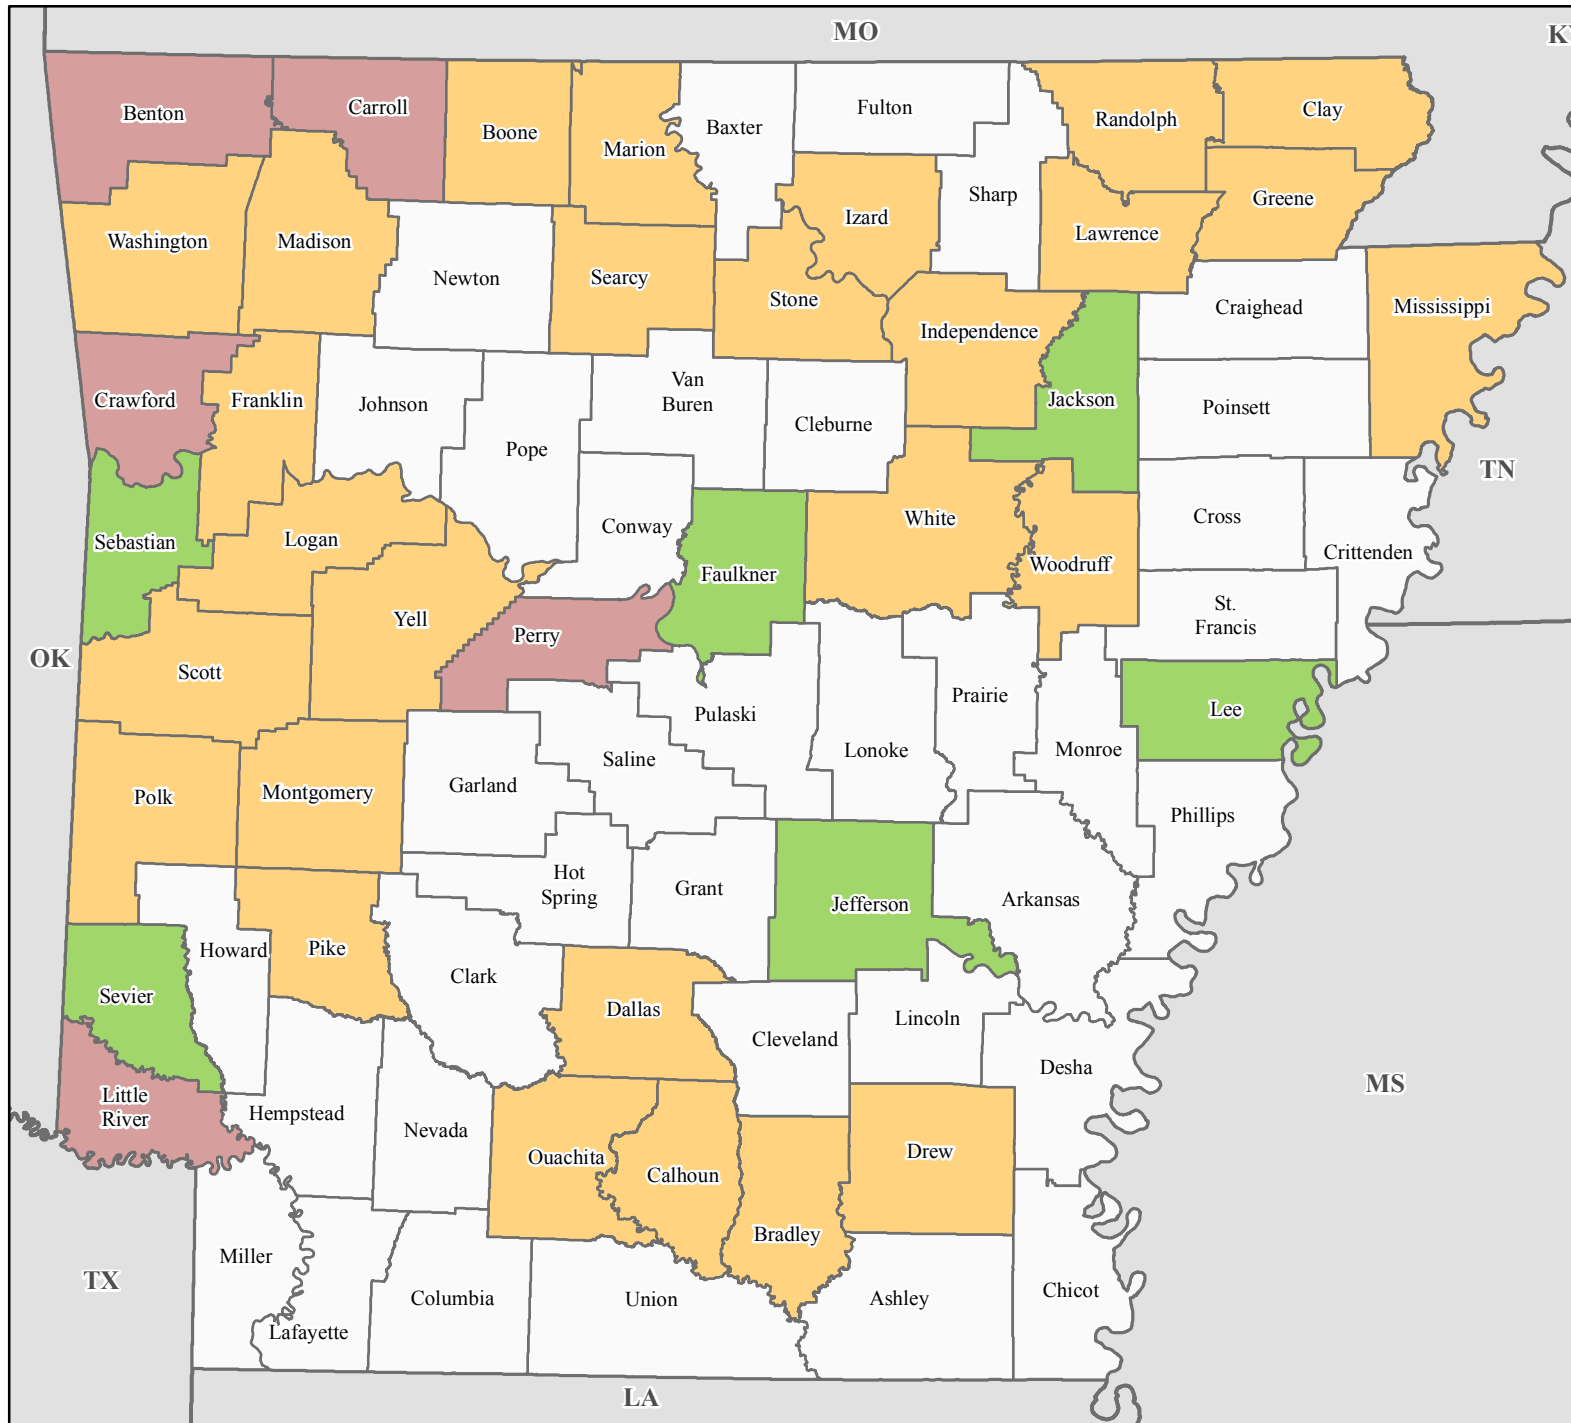 MO
KY
Benton
Carroll
Boone
Marion
Baxter
Fulton
Sharp
Randolph
Clay
Washington
Madison
Newton
Searcy
Stone
Izard
Lawrence
Greene
Independence
Craighead
Mississippi
Crawford
Franklin
Johnson
Pope
Van
Buren
Cleburne
Jackson
Poinsett
TN
Sebastian
Logan
Conway
Faulkner
White
Woodruff
Cross
Crittenden
OK
Scott
Yell
Perry
Pulaski
Prairie
St.
Francis
Lee
Polk
Montgomery
Garland
Saline
Lonoke
Monroe
Phillips
Howard
Pike
Clark
Hot
Spring
Grant
Jefferson
Arkansas
Sevier
Dallas
Cleveland
Lincoln
Desha
MS
Little
River
Hempstead
Nevada
Ouachita
Calhoun
Bradley
Drew
TX
Miller
Lafayette
Columbia
Union
Ashley
Chicot
LA